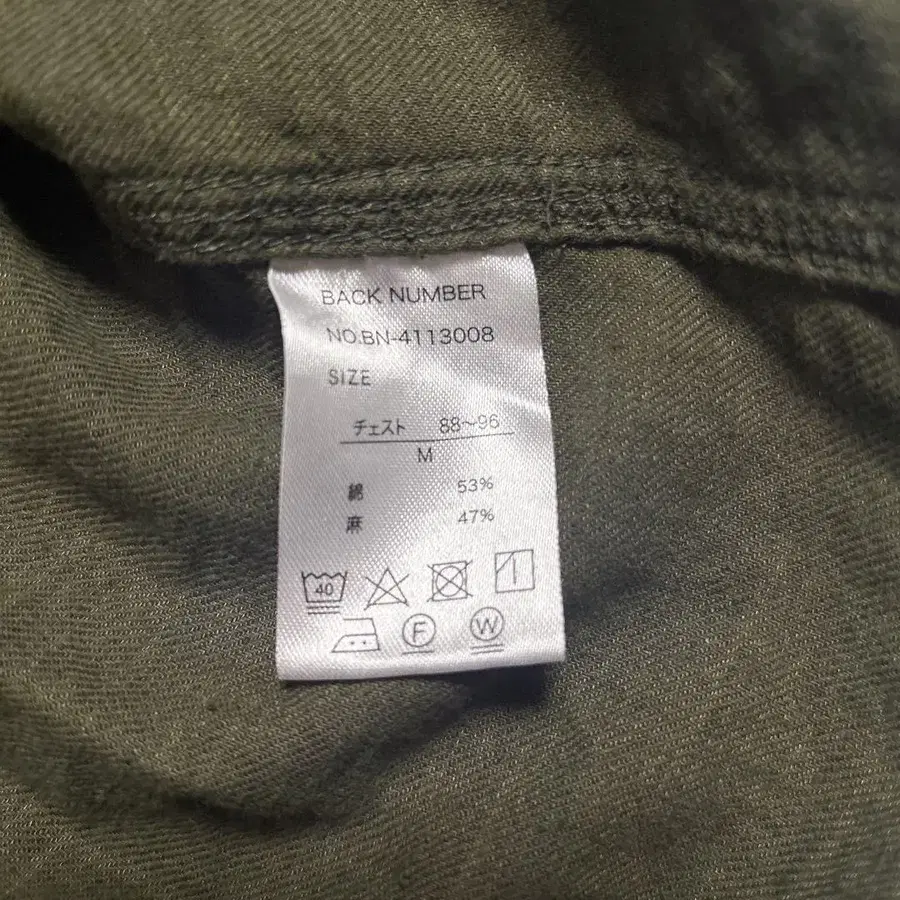 BACK NUMBER
NO.BN-4113008
SIZE
チェスト 88~96
M
綿 53%
麻 47%
40
F W